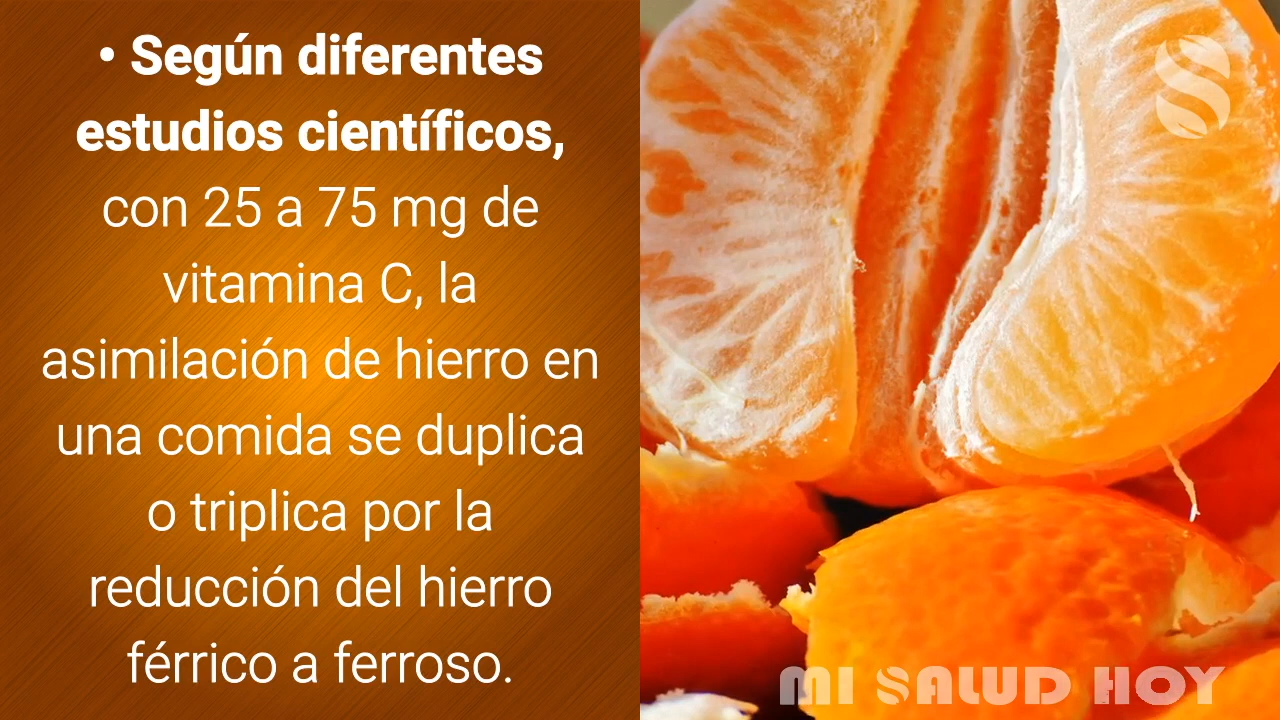 • Según diferentes
estudios científicos,
con 25 a 75 mg de
vitamina C, la
asimilación de hierro en
una comida se duplica
o triplica por la
reducción del hierro
férrico a ferroso.
MI SALUD HOY